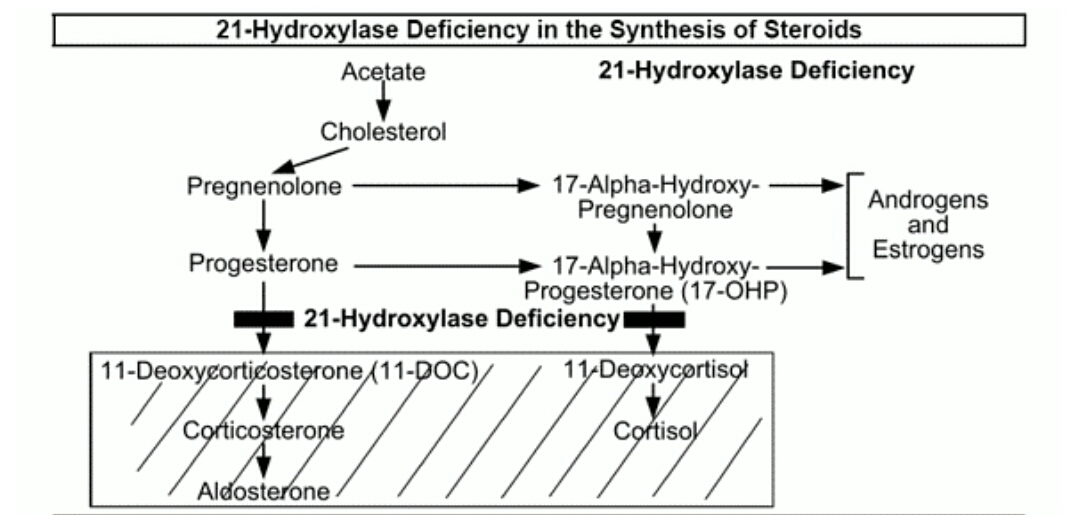 21-Hydroxylase Deficiency in the Synthesis of Steroids
Acetate
21-Hydroxylase Deficiency
Cholesterol
Pregnenolone
17-Alpha-Hydroxy-
Pregnenolone
Androgens
and
Estrogens
Progesterone
17-Alpha-Hydroxy-
Progesterone (17-OHP)
21-Hydroxylase Deficiency
11-Deoxycorticosterone (11-DOC)
11-Deoxycortisol
Corticosterone
Cortisol
Aldosterone